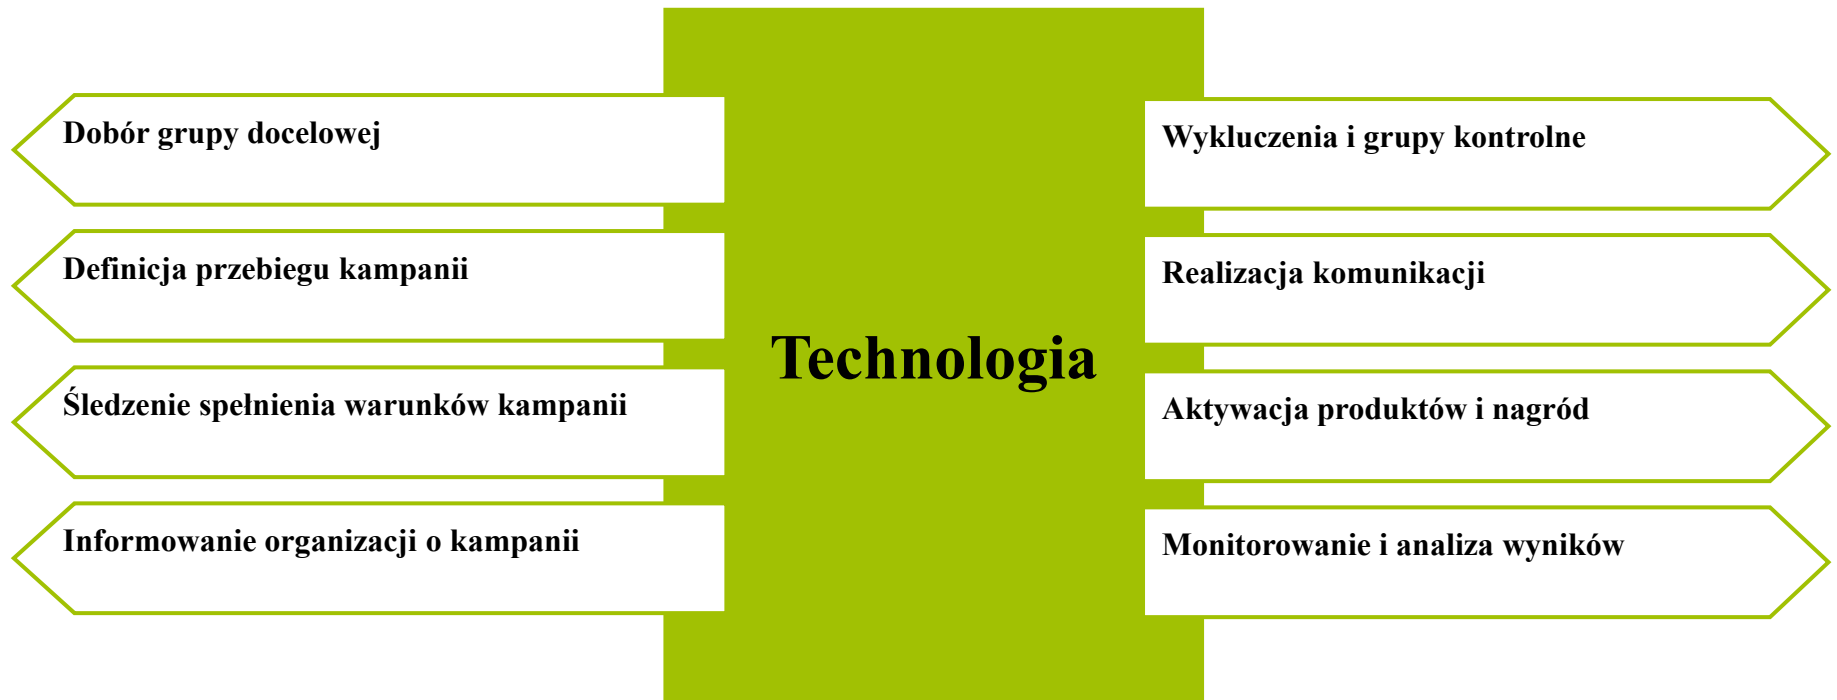 Dobór grupy docelowej
Definicja przebiegu kampanii
Śledzenie spełnienia warunków kampanii
Informowanie organizacji o kampanii
Technologia
Wykluczenia i grupy kontrolne
Realizacja komunikacji
Aktywacja produktów i nagród
Monitorowanie i analiza wyników